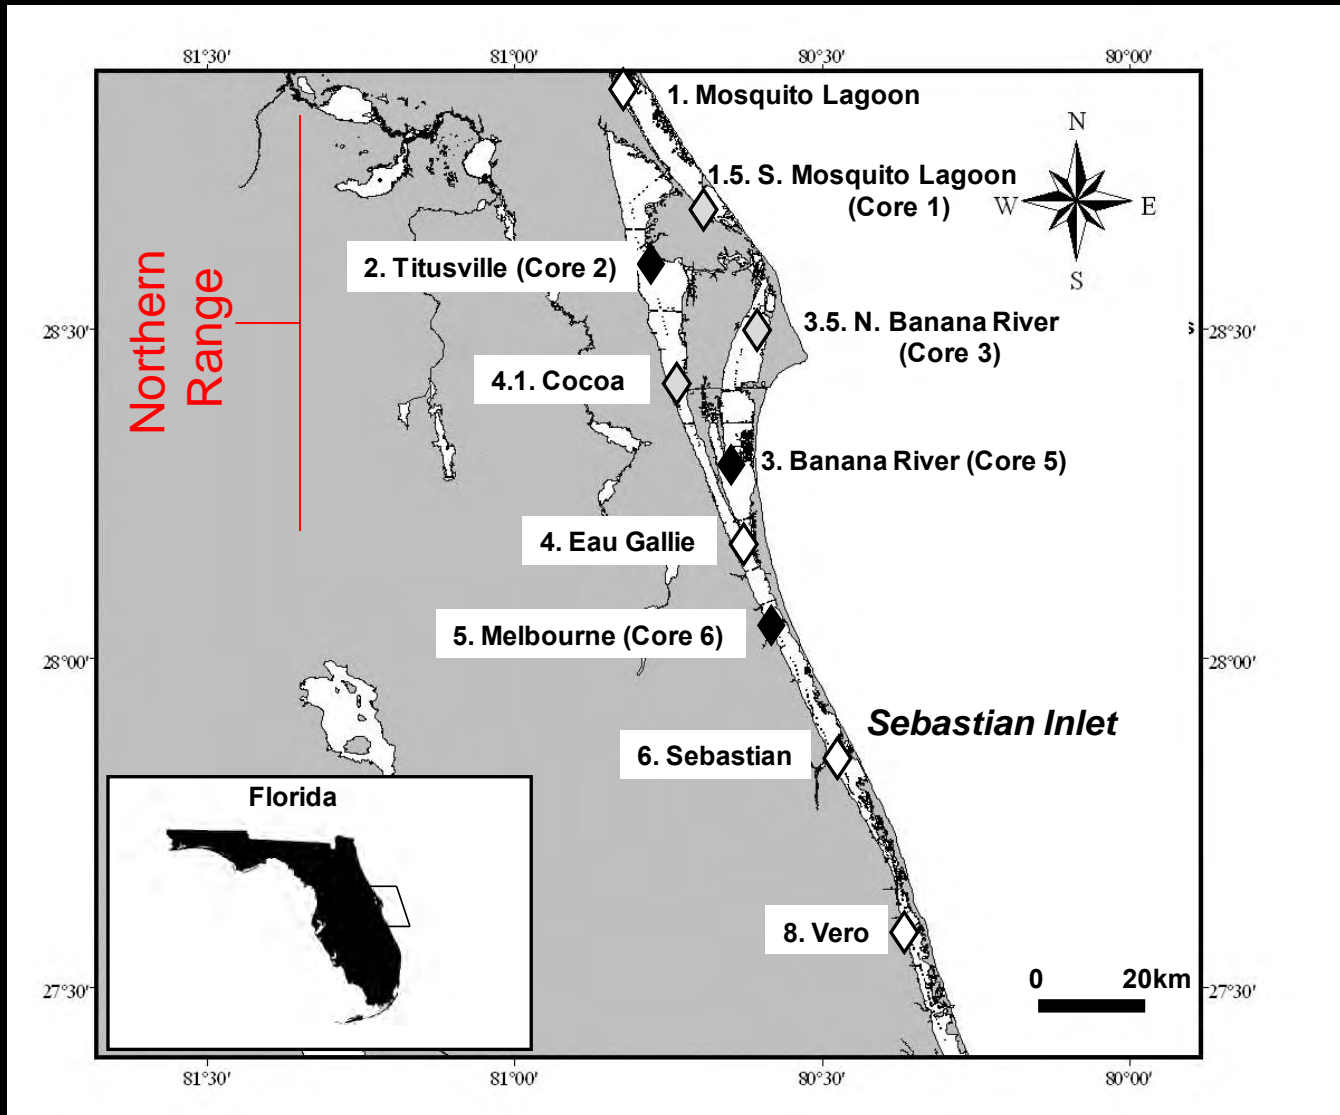 81°30' 81°00' 80°30' 80°00'
1. Mosquito Lagoon
N
1.5. S. Mosquito Lagoon
(Core 1)
W E
S
2. Titusville (Core 2)
Northern
Range
28°30'
3.5. N. Banana River
(Core 3)
s
28°30'
4.1. Cocoa
3. Banana River (Core 5)
4. Eau Gallie
5. Melbourne (Core 6)
28°00' 28°00'
Sebastian Inlet
6. Sebastian
Florida
8. Vero
0 20km
27°30' 27°30'
81°30' 81°00' 80°30' 80°00'